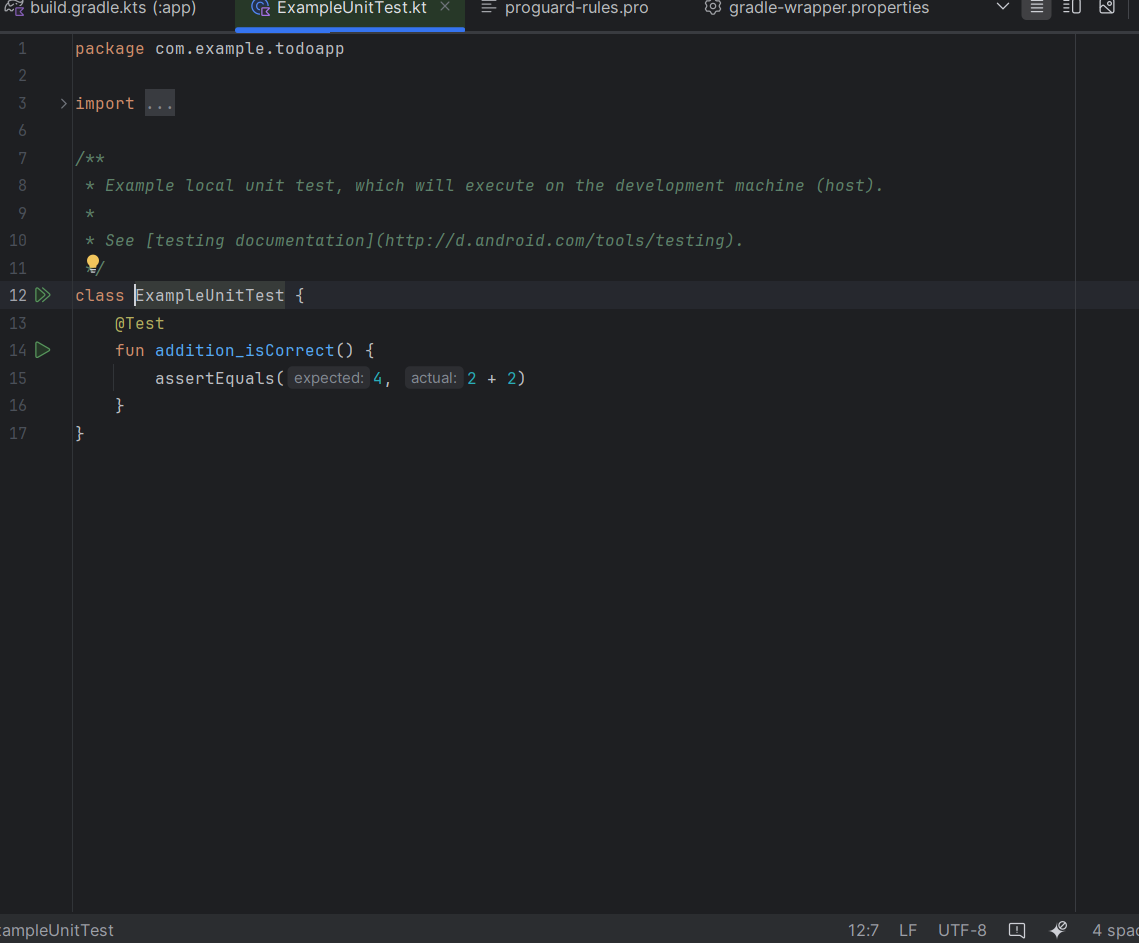 build.gradle.kts (:app) ExampleUnitTest.kt proguard-rules.pro gradle-wrapper.properties
1 package com.example.todoapp
2
3 import ...
6
7 /**
8 * Example local unit test, which will execute on the development machine (host).
9 *
10 * See [testing documentation](http://d.android.com/tools/testing).
11 */
12 class ExampleUnitTest {
13 @Test
14 fun addition_isCorrect() {
15 assertEquals( expected: 4, actual: 2 + 2)
16 }
17 }
ampleUnitTest 12:7 LF UTF-8 4 spac